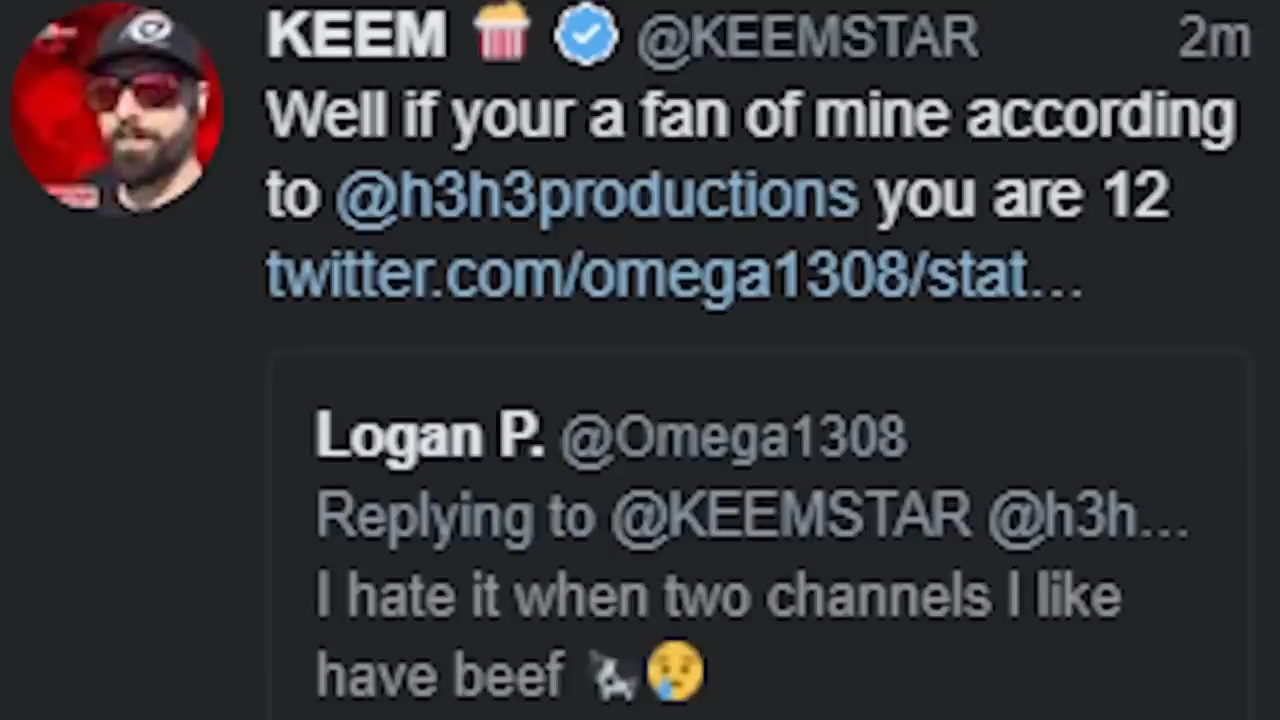 KEEM 🍿 @KEEMSTAR 2m
Well if your a fan of mine according
to @h3h3productions you are 12
twitter.com/omega1308/stat…
Logan P. @Omega1308
Replying to @KEEMSTAR @h3h…
I hate it when two channels I like
have beef 🐄😢